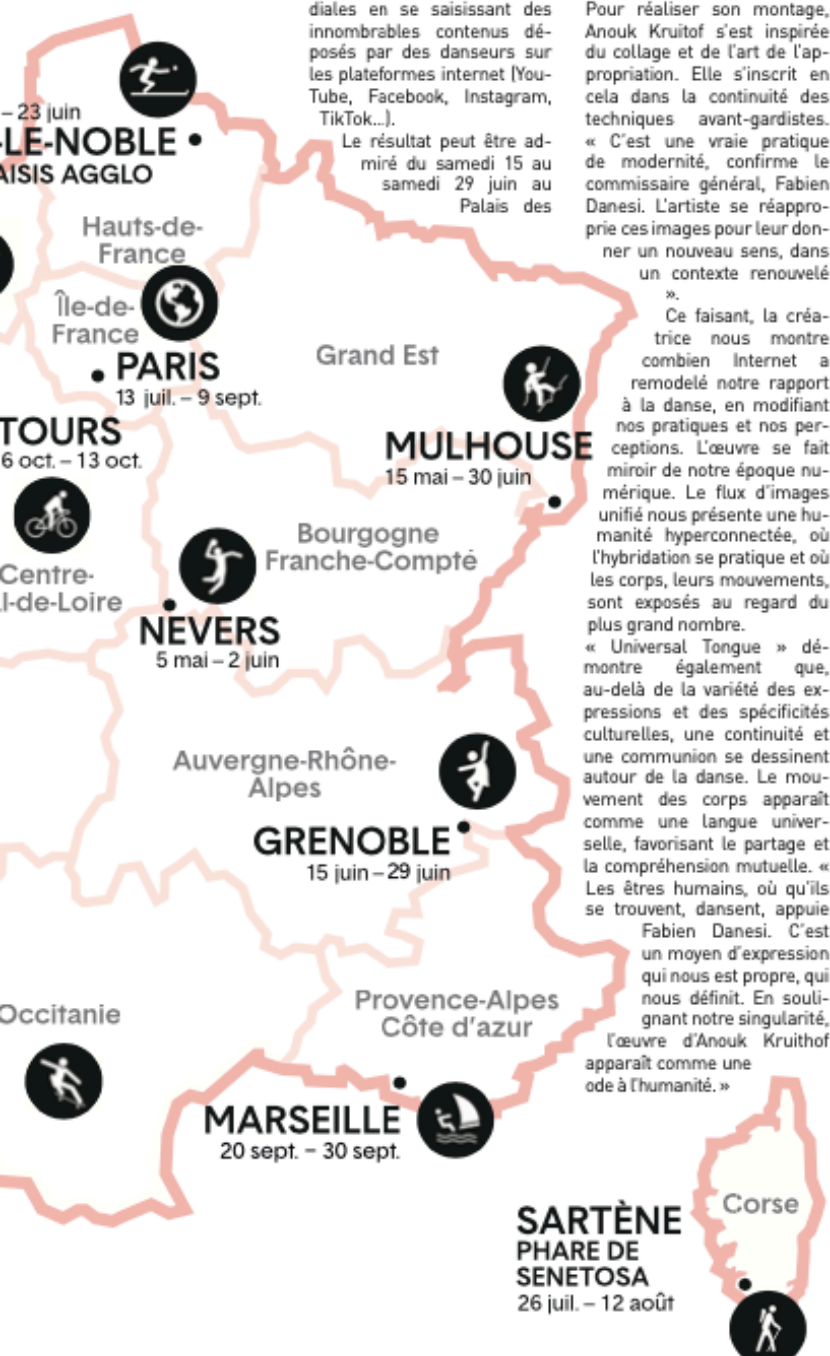 diales en se saisissant des
innombrables contenus dé-
posés par des danseurs sur
les plateformes internet (You-
Tube, Facebook, Instagram,
TikTok...).
Le résultat peut être ad-
miré du samedi 15 au
samedi 29 juin au
Palais des
Pour réaliser son montage,
Anouk Kruitof s'est inspirée
du collage et de l'art de l'ap-
propriation. Elle s'inscrit en
cela dans la continuité des
techniques avant-gardistes.
« C'est une vraie pratique
de modernité, confirme le
commissaire général, Fabien
Danesi. L'artiste se réappro-
prie ces images pour leur don-
ner un nouveau sens, dans
un contexte renouvelé
».
Ce faisant, la créa-
trice nous montre
combien Internet a
remodelé notre rapport
à la danse, en modifiant
nos pratiques et nos per-
ceptions. L'œuvre se fait
miroir de notre époque nu-
mérique. Le flux d'images
unifié nous présente une hu-
manité hyperconnectée, où
l'hybridation se pratique et où
les corps, leurs mouvements,
sont exposés au regard du
plus grand nombre.
« Universal Tongue » dé-
montre également que,
au-delà de la variété des ex-
pressions et des spécificités
culturelles, une continuité et
une communion se dessinent
autour de la danse. Le mou-
vement des corps apparaît
comme une langue univer-
selle, favorisant le partage et
la compréhension mutuelle. «
Les êtres humains, où qu'ils
se trouvent, dansent, appuie
Fabien Danesi. C'est
un moyen d'expression
qui nous est propre, qui
nous définit. En souli-
gnant notre singularité,
l'œuvre d'Anouk Kruithof
apparaît comme une
ode à l'humanité. »
– 23 juin
-LE-NOBLE
AISIS AGGLO
Hauts-de-
France
Île-de-
France
PARIS
13 juil. – 9 sept.
Grand Est
TOURS
6 oct. – 13 oct.
MULHOUSE
15 mai – 30 juin
Bourgogne
Franche-Compté
Centre-
l-de-Loire
NEVERS
5 mai – 2 juin
Auvergne-Rhône-
Alpes
GRENOBLE
15 juin – 29 juin
Occitanie
Provence-Alpes
Côte d'azur
MARSEILLE
20 sept. – 30 sept.
Corse
SARTÈNE
PHARE DE
SENETOSA
26 juil. – 12 août